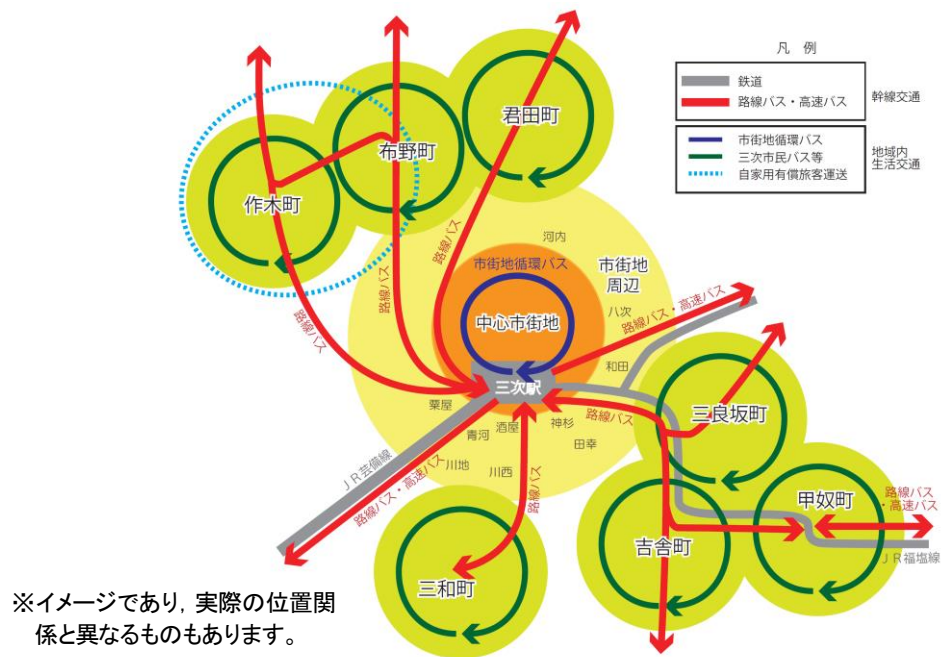 凡 例
鉄道
路線バス・高速バス
幹線交通
市街地循環バス
三次市民バス等
自家用有償旅客運送
地域内
生活交通
君田町
布野町
作木町
河内
市街地循環バス
市街地
周辺
中心市街地
八次
路線バス・高速バス
路線バス
路線バス
路線バス
和田
三次駅
粟屋
青河
酒屋
神杉
田幸
路線バス
川地
川西
三良坂町
JR芸備線
路線バス・高速バス
路線バス
甲奴町
路線バス
・高速バス
吉舎町
JR福塩線
三和町
※イメージであり, 実際の位置関
係と異なるものもあります。